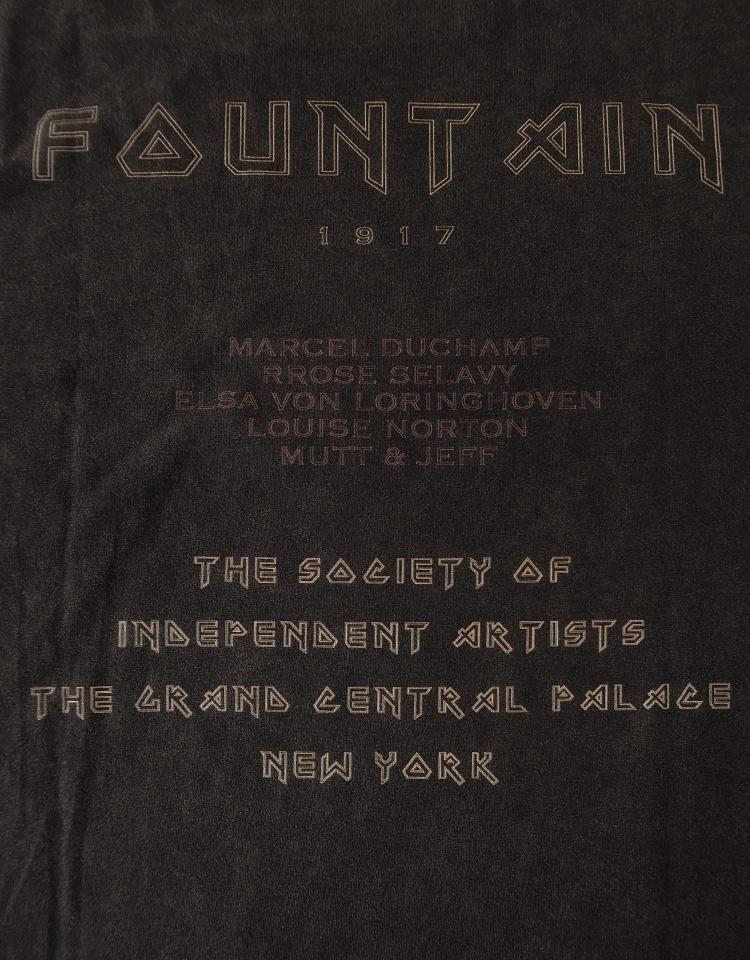 FOUNTAIN
1917
MARCEL DUCHAMP
RROSE SELAVY
ELSA VON LORINGHOVEN
LOUISE NORTON
MUTT & JEFF
THE SOCIETY OF
INDEPENDENT ARTISTS
THE GRAND CENTRAL PALACE
NEW YORK